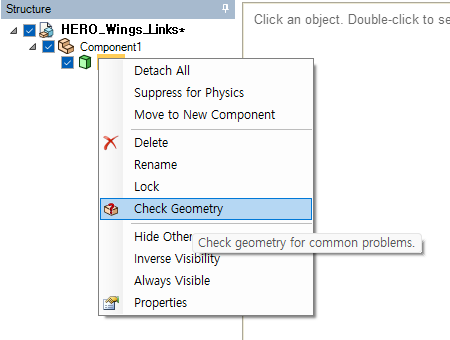 Structure
Click an object. Double-click to se
HERO_Wings_Links*
Component1
Detach All
Suppress for Physics
Move to New Component
Delete
Rename
Lock
Check Geometry
Hide Other
Check geometry for common problems.
Inverse Visibility
Always Visible
Properties